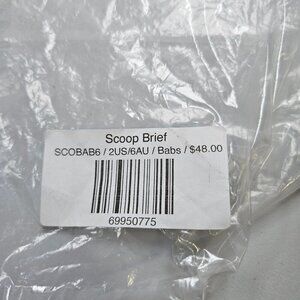 Scoop Brief
SCOBAB6 / 2US/6AU / Babs / $48.00
69950775